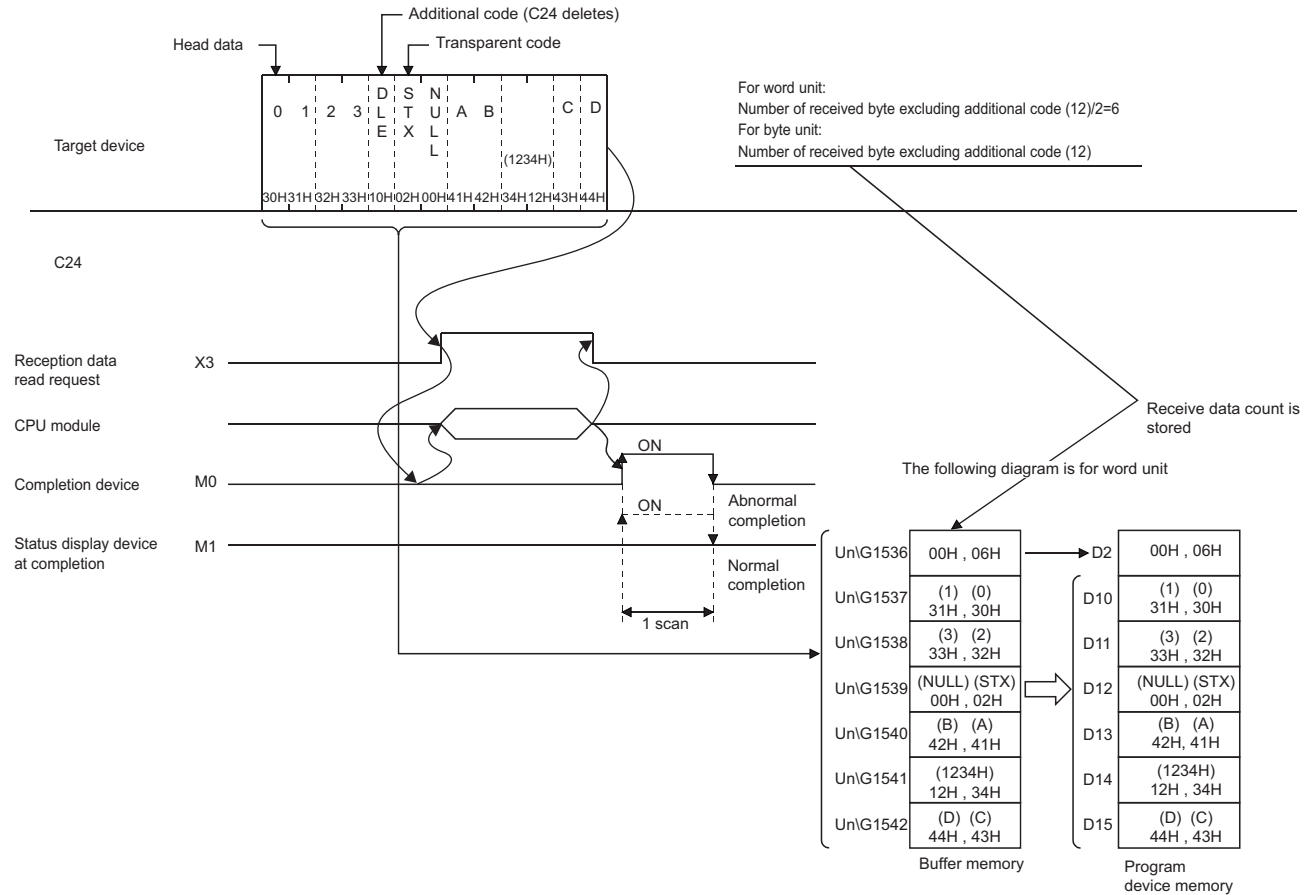 Additional code (C24 deletes)
Head data
Transparent code
0 1 2 3 DLE STX NULL A B (1234H) C D
30H 31H 32H 33H 10H 02H 00H 41H 42H 34H 12H 43H 44H
Target device
For word unit:
Number of received byte excluding additional code (12)/2=6
For byte unit:
Number of received byte excluding additional code (12)
C24
Reception data
read request
X3
CPU module
Completion device
M0
ON
ON
Abnormal
completion
Status display device
at completion
M1
Normal
completion
1 scan
Receive data count is
stored
The following diagram is for word unit
Un\G1536 00H , 06H D2 00H , 06H
Un\G1537 (1) (0) D10 (1) (0)
31H , 30H 31H , 30H
Un\G1538 (3) (2) D11 (3) (2)
33H , 32H 33H , 32H
Un\G1539 (NULL) (STX) D12 (NULL) (STX)
00H , 02H 00H , 02H
Un\G1540 (B) (A) D13 (B) (A)
42H , 41H 42H, 41H
Un\G1541 (1234H) D14 (1234H)
12H , 34H 12H , 34H
Un\G1542 (D) (C) D15 (D) (C)
44H , 43H 44H , 43H
Buffer memory
Program
device memory